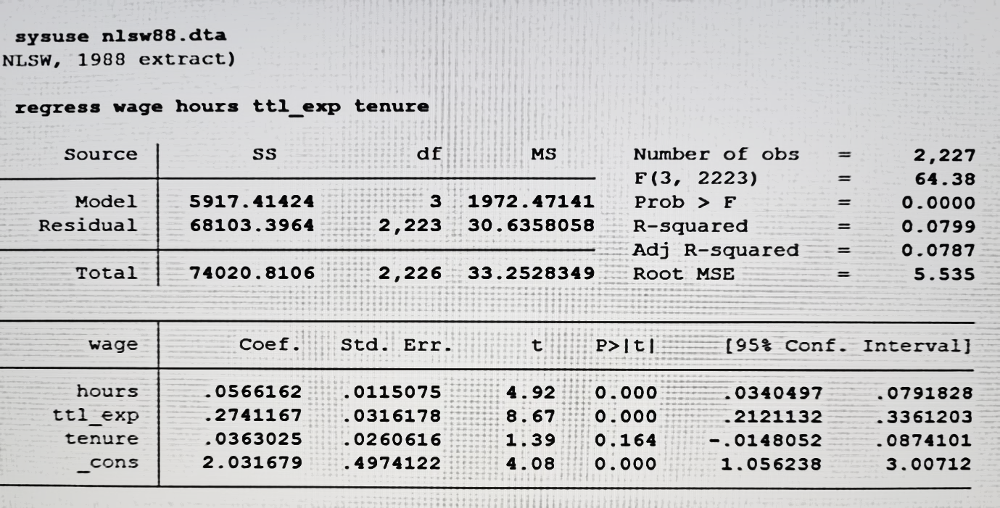 sysuse nlsw88.dta
NLSW, 1988 extract)
regress wage hours ttl_exp tenure
Source SS df MS Number of obs = 2,227
F(3, 2223) = 64.38
Model 5917.41424 3 1972.47141 Prob > F = 0.0000
Residual 68103.3964 2,223 30.6358058 R-squared = 0.0799
Adj R-squared = 0.0787
Total 74020.8106 2,226 33.2528349 Root MSE = 5.535
wage Coef. Std. Err. t P>|t| [95% Conf. Interval]
hours .0566162 .0115075 4.92 0.000 .0340497 .0791828
ttl_exp .2741167 .0316178 8.67 0.000 .2121132 .3361203
tenure .0363025 .0260616 1.39 0.164 -.0148052 .0874101
_cons 2.031679 .4974122 4.08 0.000 1.056238 3.00712